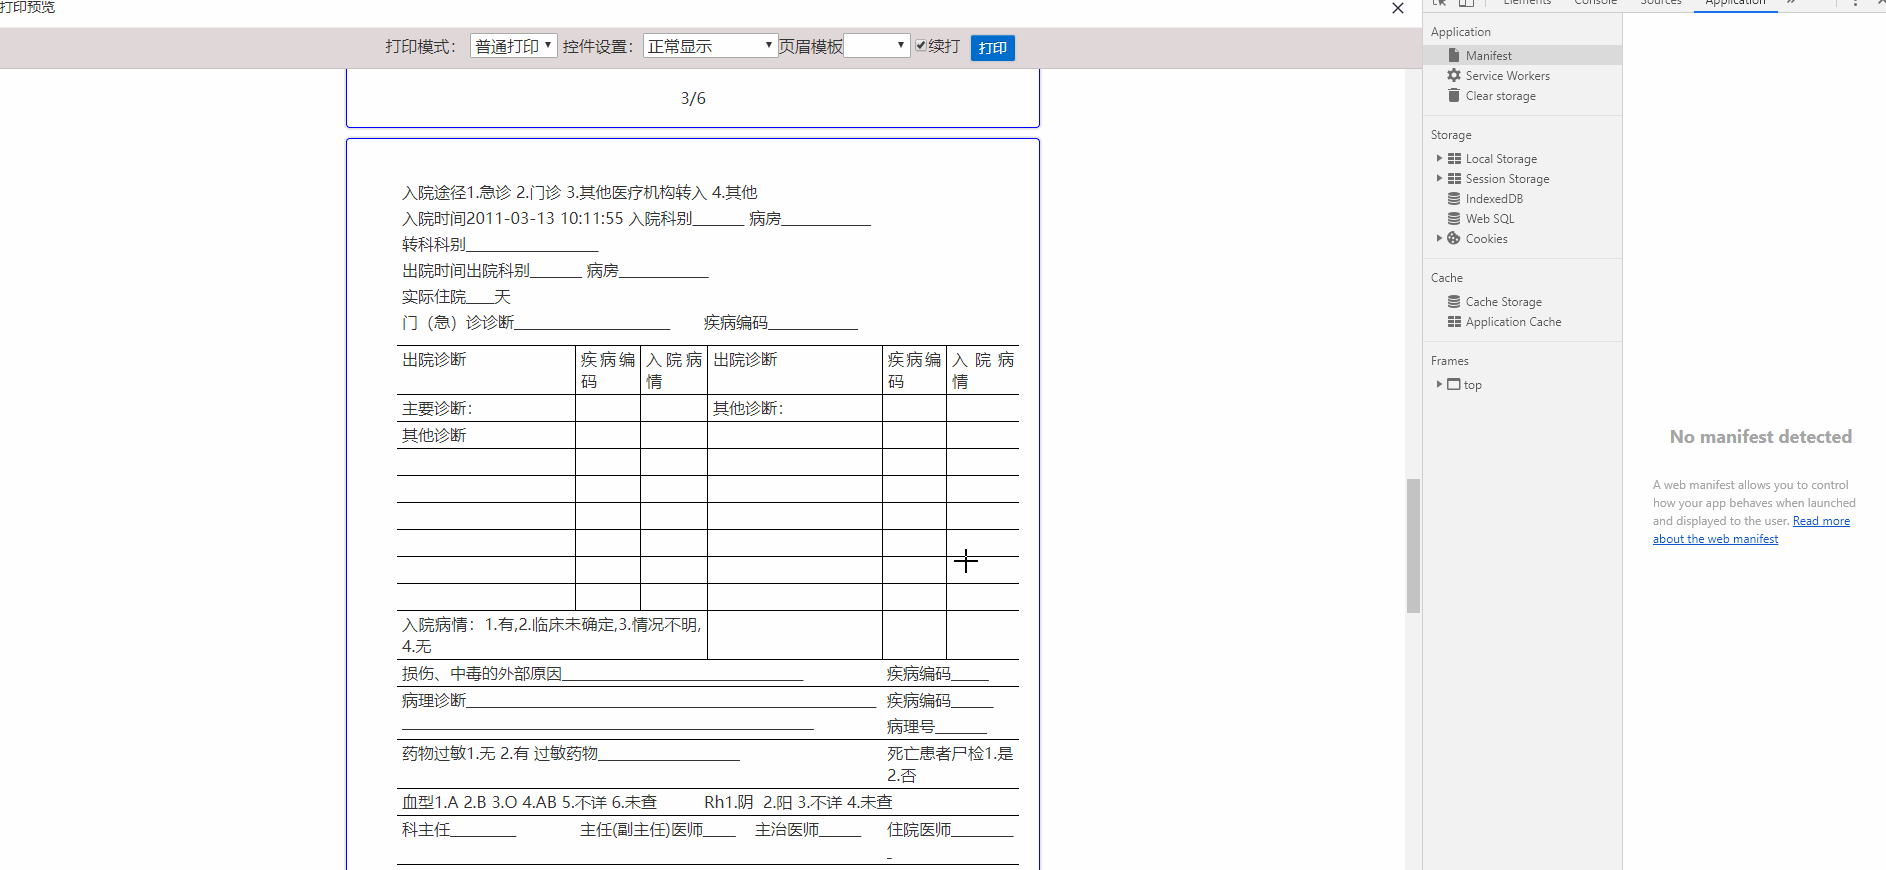 打印预览
Elements Console Sources Application »
打印模式： 普通打印 控件设置： 正常显示 页眉模板 续打 打印
3/6
入院途径1.急诊 2.门诊 3.其他医疗机构转入 4.其他
入院时间2011-03-13 10:11:55 入院科别______ 病房__________
转科科别_______________
出院时间出院科别______ 病房__________
实际住院___天
门（急）诊诊断__________________ 疾病编码__________
出院诊断 疾病编码 入院病情 出院诊断 疾病编码 入院病情
主要诊断： 其他诊断：
其他诊断
入院病情：1.有,2.临床未确定,3.情况不明,
4.无
损伤、中毒的外部原因____________________________ 疾病编码____
病理诊断________________________________________________ 疾病编码_____
________________________________________________ 病理号______
药物过敏1.无 2.有 过敏药物________________ 死亡患者尸检1.是
2.否
血型1.A 2.B 3.O 4.AB 5.不详 6.未查 Rh1.阴 2.阳 3.不详 4.未查
科主任________ 主任(副主任)医师____ 主治医师_____ 住院医师_______
_
Application
Manifest
Service Workers
Clear storage
Storage
Local Storage
Session Storage
IndexedDB
Web SQL
Cookies
Cache
Cache Storage
Application Cache
Frames
top
No manifest detected
A web manifest allows you to control
how your app behaves when launched
and displayed to the user. Read more
about the web manifest